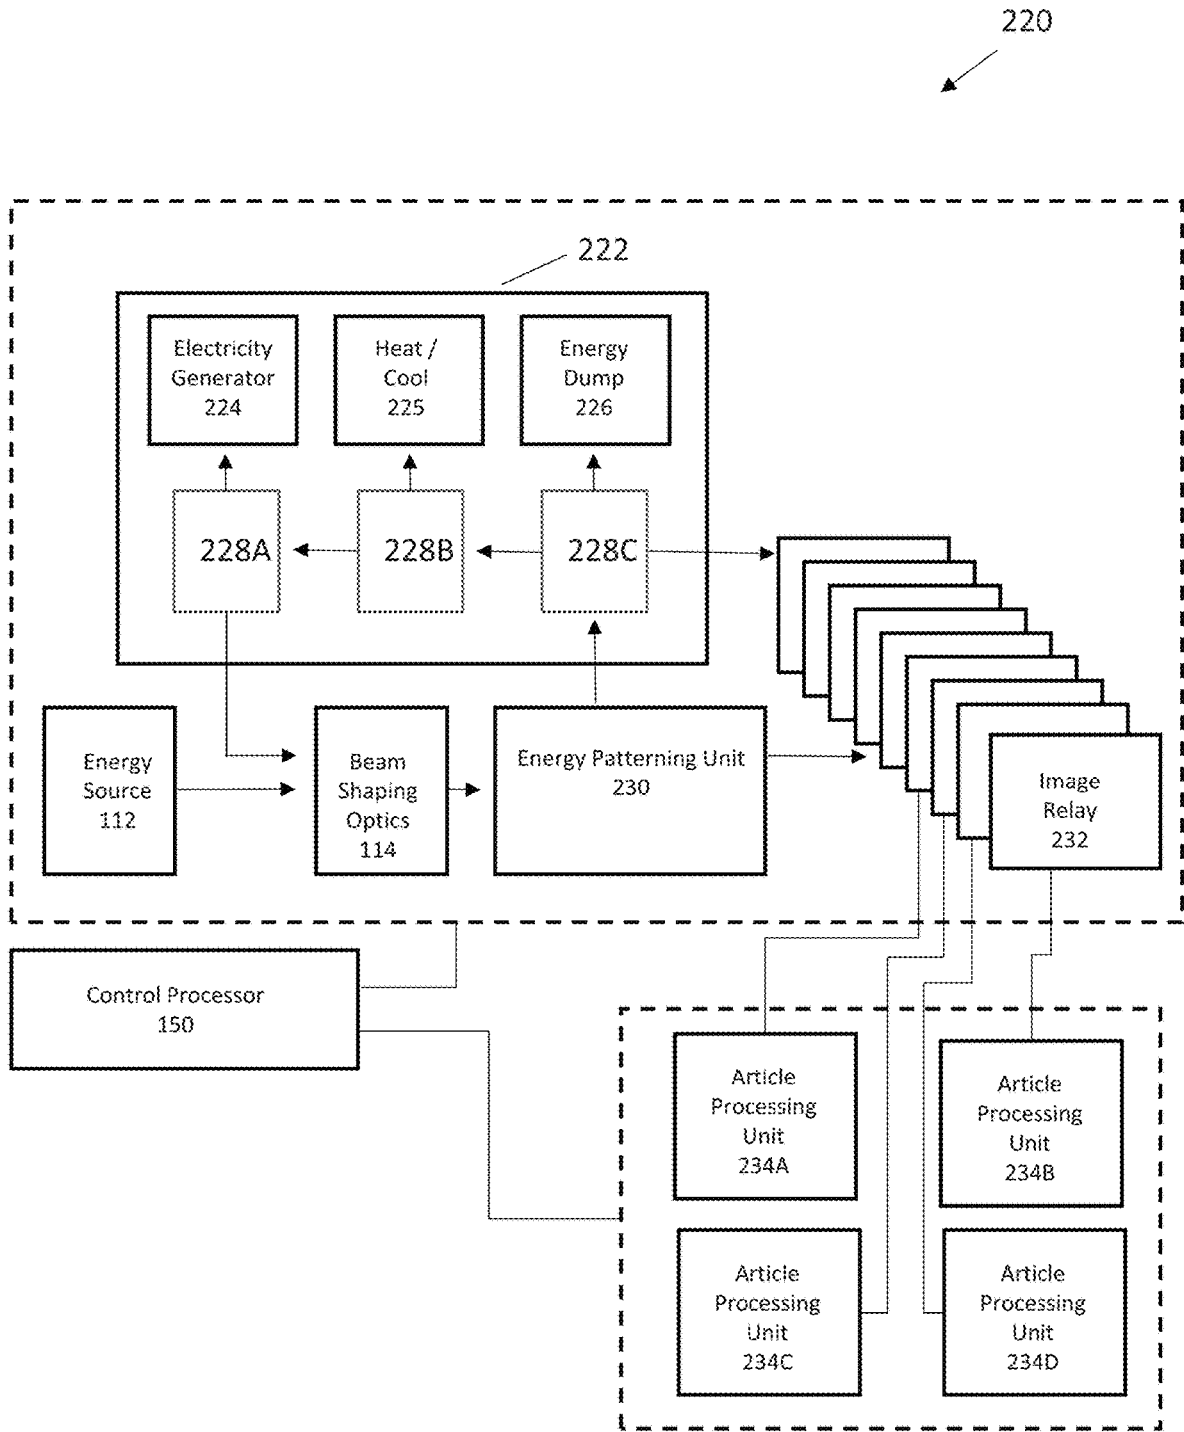 220
222
Electricity
Generator
224
Heat /
Cool
225
Energy
Dump
226
228A
228B
228C
Energy
Source
112
Beam
Shaping
Optics
114
Energy Patterning Unit
230
Image
Relay
232
Control Processor
150
Article
Processing
Unit
234A
Article
Processing
Unit
234B
Article
Processing
Unit
234C
Article
Processing
Unit
234D